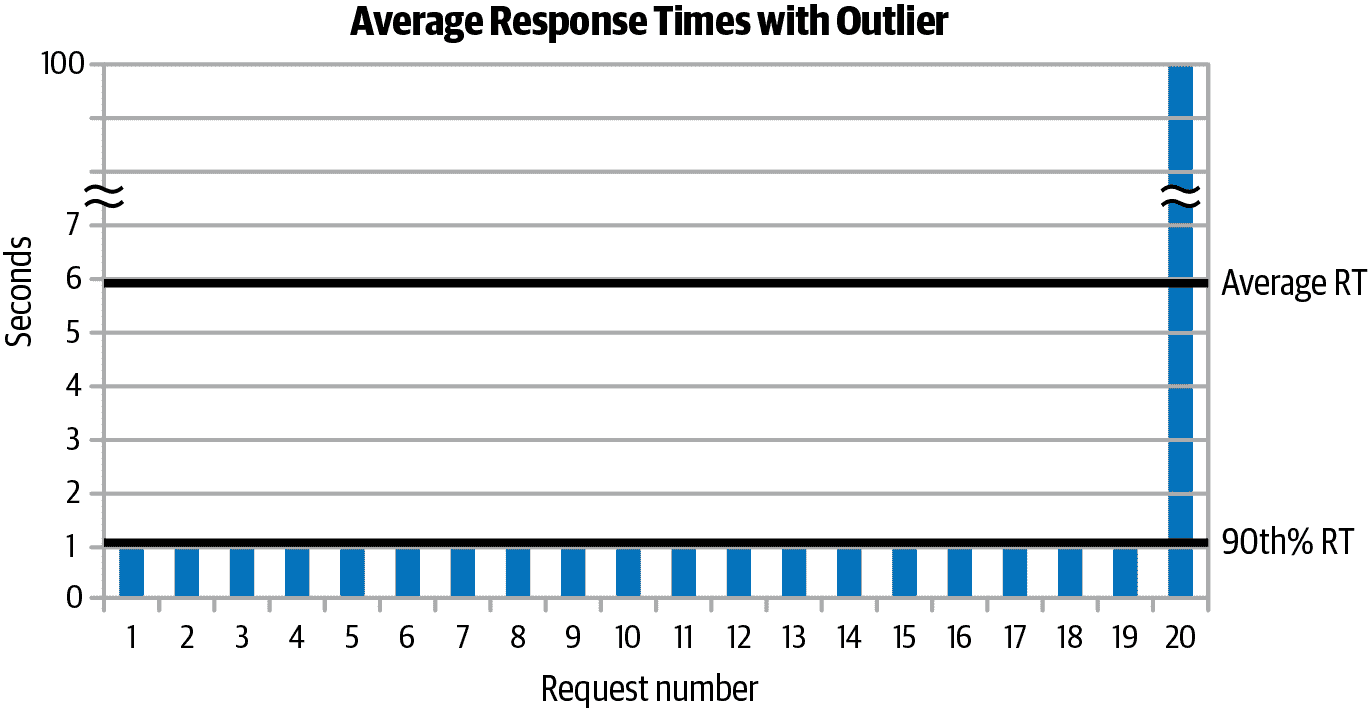 Average Response Times with Outlier
100
7
6
5
4
3
2
1
0
Seconds
Average RT
90th% RT
1 2 3 4 5 6 7 8 9 10 11 12 13 14 15 16 17 18 19 20
Request number